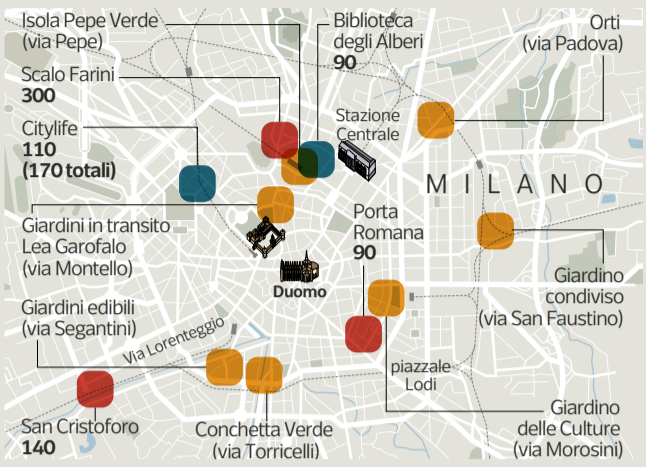 Isola Pepe Verde
(via Pepe)
Biblioteca
degli Alberi
90
Orti
(via Padova)
Scalo Farini
300
Stazione
Centrale
Citylife
110
(170 totali)
MILANO
Giardini in transito
Lea Garofalo
(via Montello)
Porta
Romana
90
Duomo
Giardino
condiviso
(via San Faustino)
Giardini edibili
(via Segantini)
Via Lorenteggio
piazzale
Lodi
San Cristoforo
140
Conchetta Verde
(via Torricelli)
Giardino
delle Culture
(via Morosini)